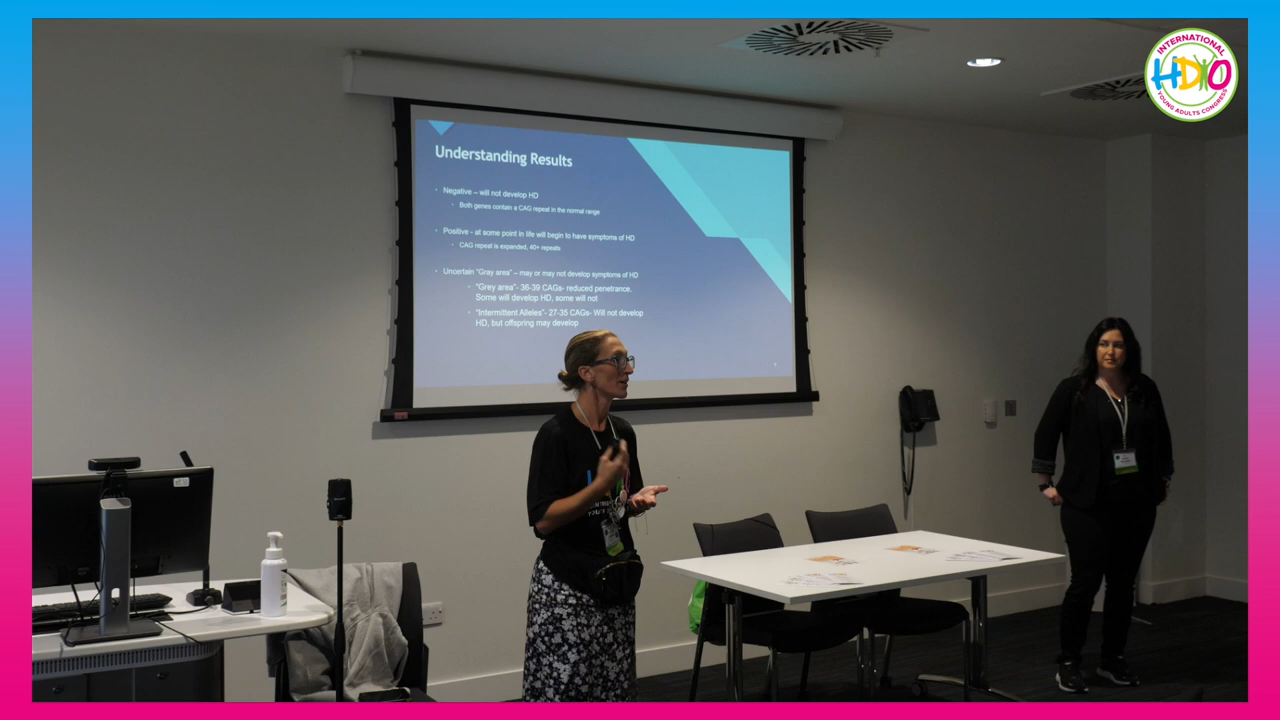 INTERNATIONAL
HDYO
YOUNG ADULTS CONGRESS
Understanding Results
Negative – will not develop HD
Both genes contain a CAG repeat in the normal range
Positive - at some point in life will begin to have symptoms of HD
CAG repeat is expanded, 40+ repeats
Uncertain “Gray area” – may or may not develop symptoms of HD
“Grey area”- 36-39 CAGs- reduced penetrance.
Some will develop HD, some will not
“Intermittent Alleles”- 27-35 CAGs- Will not develop
HD, but offspring may develop